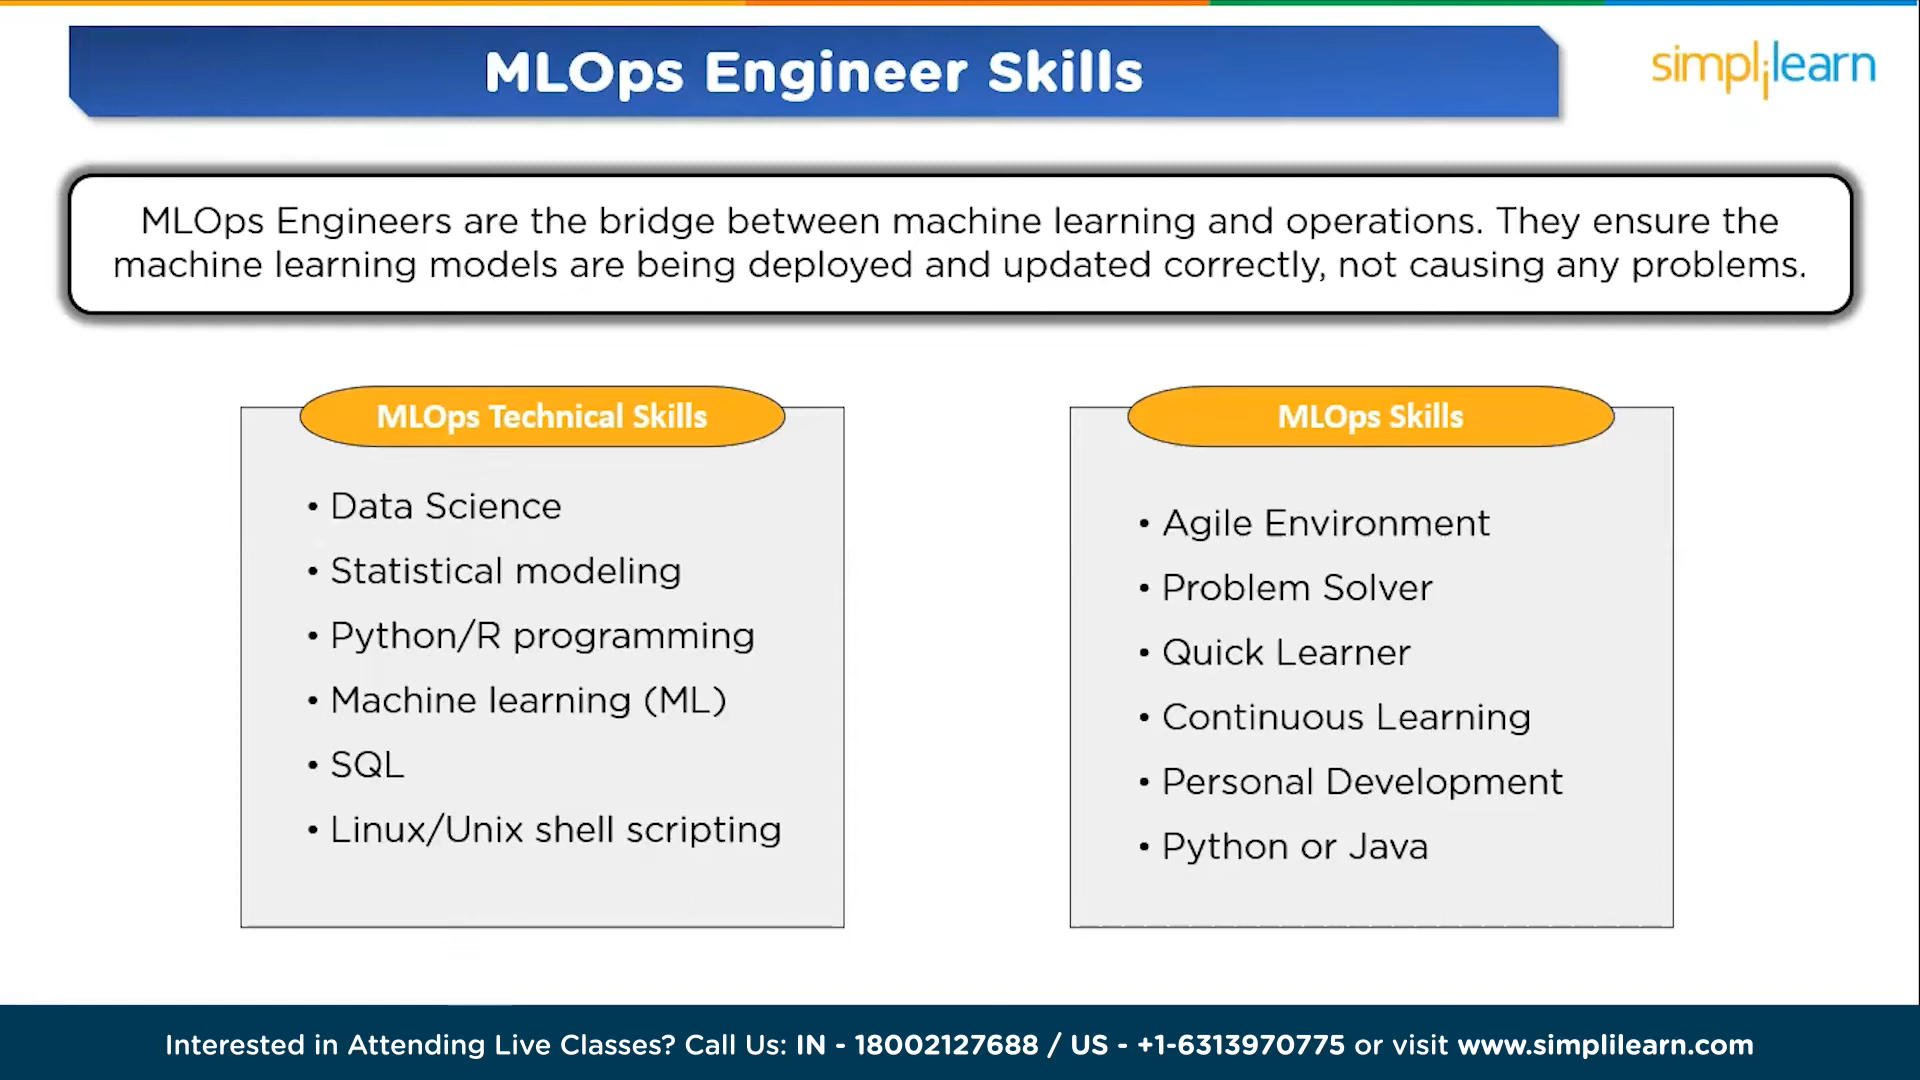 MLOps Engineer Skills
simplilearn
MLOps Engineers are the bridge between machine learning and operations. They ensure the
machine learning models are being deployed and updated correctly, not causing any problems.
MLOps Technical Skills
• Data Science
• Statistical modeling
• Python/R programming
• Machine learning (ML)
• SQL
• Linux/Unix shell scripting
MLOps Skills
• Agile Environment
• Problem Solver
• Quick Learner
• Continuous Learning
• Personal Development
• Python or Java
Interested in Attending Live Classes? Call Us: IN - 18002127688 / US - +1-6313970775 or visit www.simplilearn.com